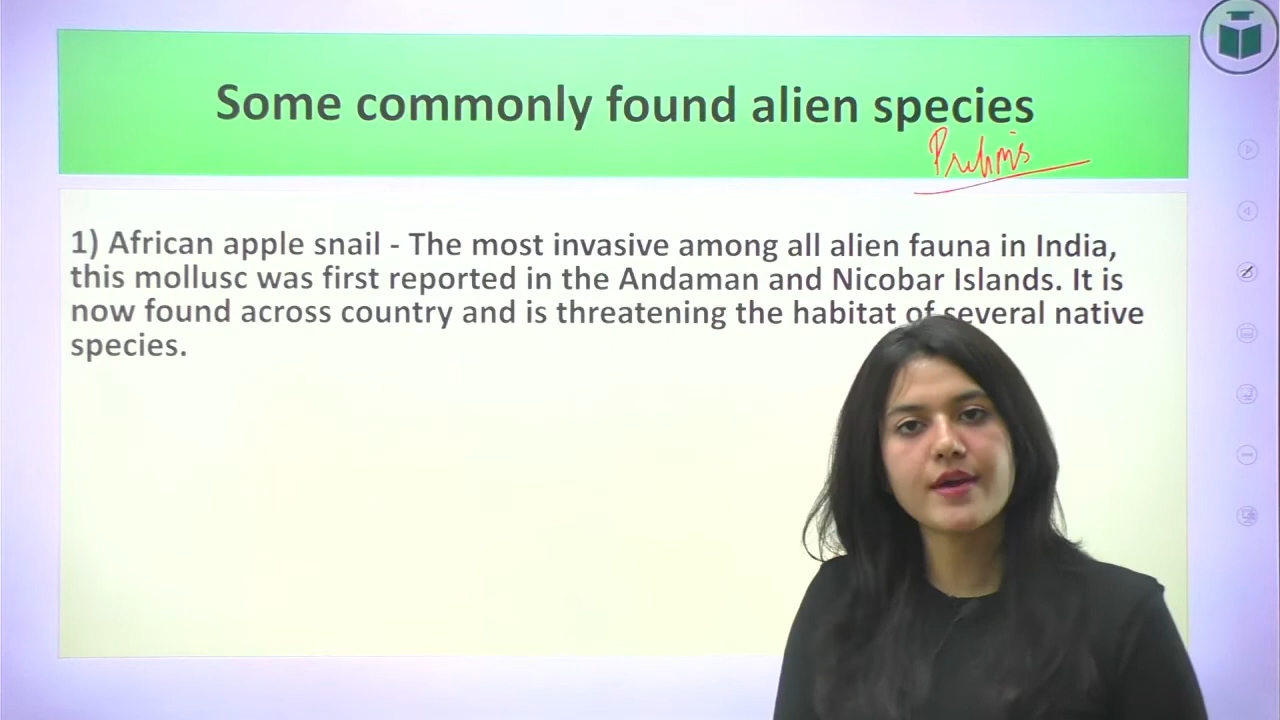 Some commonly found alien species
Prelims
1) African apple snail - The most invasive among all alien fauna in India,
this mollusc was first reported in the Andaman and Nicobar Islands. It is
now found across country and is threatening the habitat of several native
species.